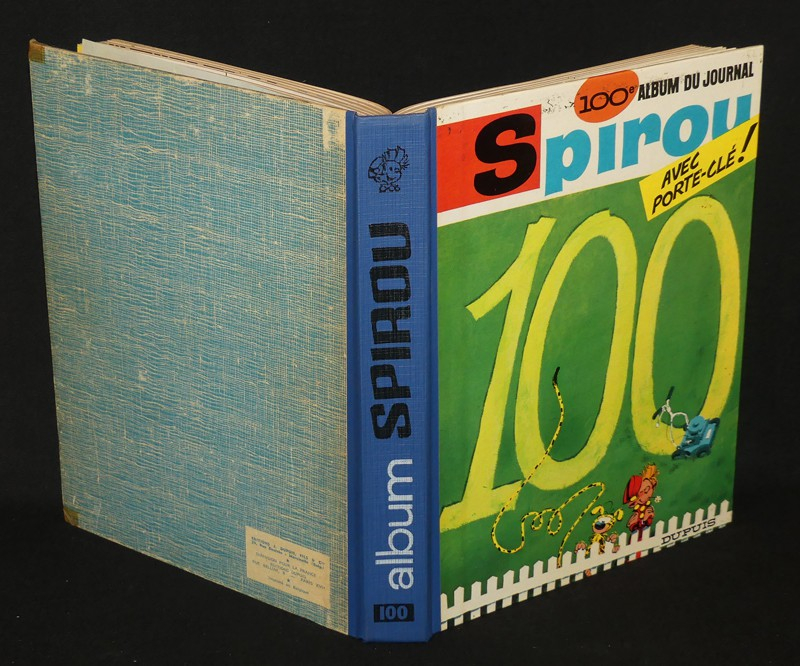 100e ALBUM DU JOURNAL
Spirou
AVEC
PORTE-CLÉ!
100
DUPUIS
album SPIROU
100